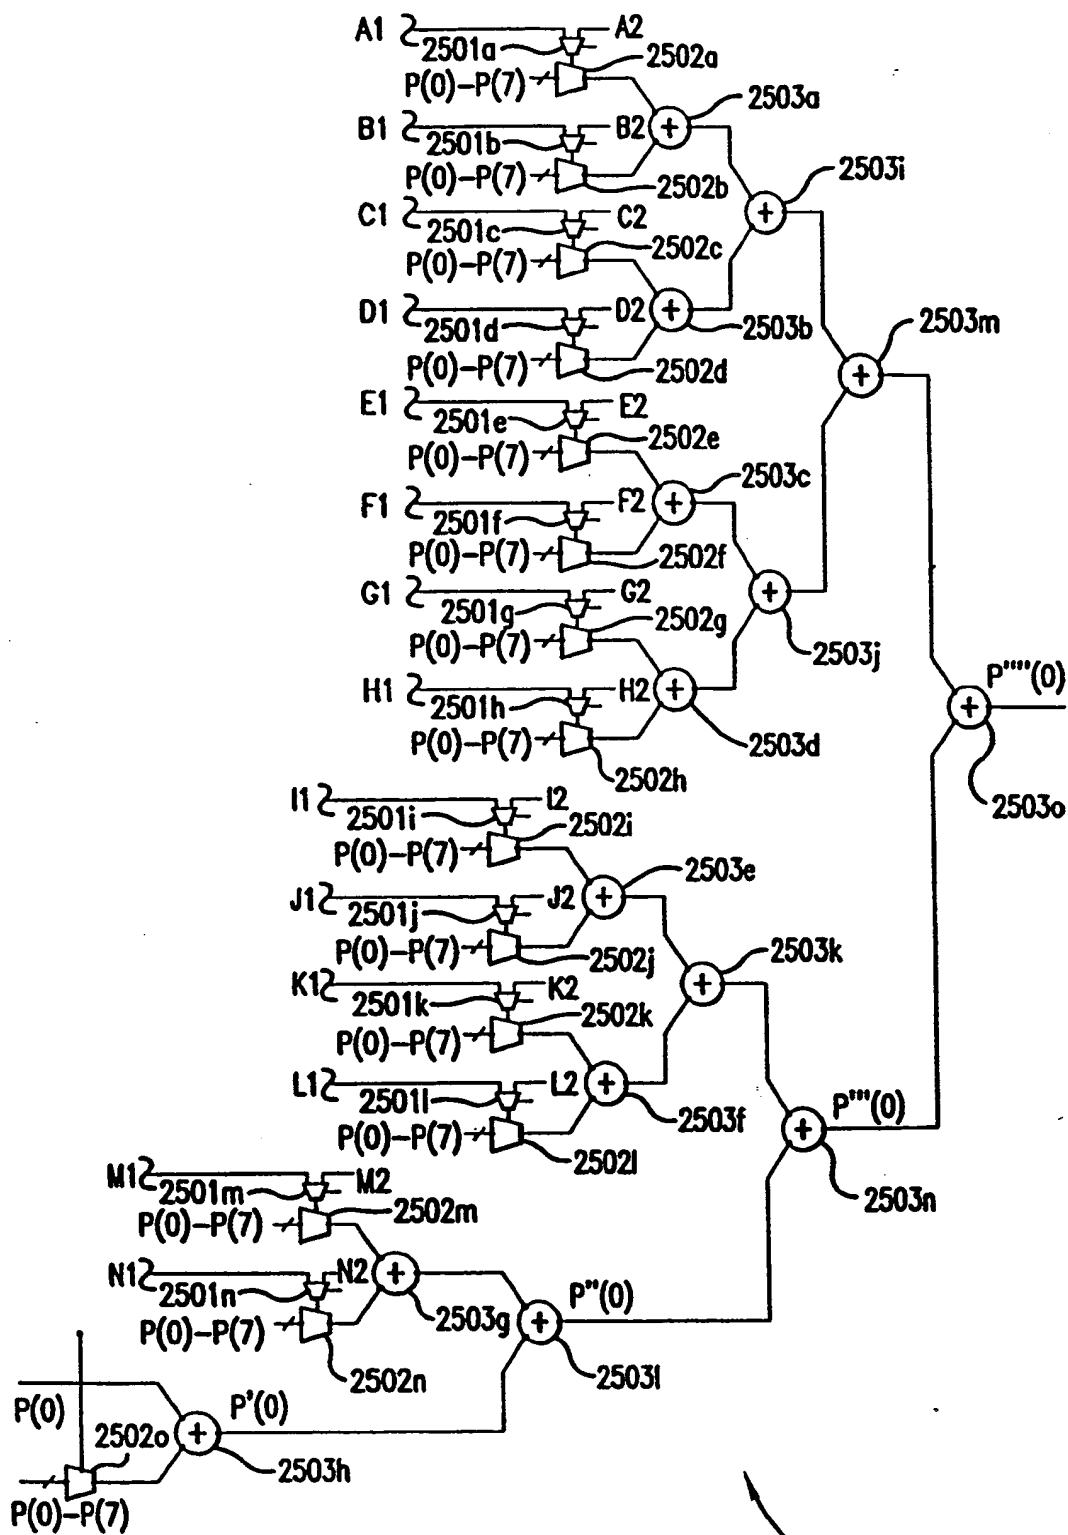 A1 A2
2501a 2502a
P(0)-P(7)
2503a
B1 B2
2501b
P(0)-P(7) 2502b
2503i
C1 C2
2501c 2502c
P(0)-P(7)
D1 D2
2501d 2503b
P(0)-P(7) 2502d
2503m
E1 E2
2501e 2502e
P(0)-P(7)
2503c
F1 F2
2501f
P(0)-P(7) 2502f
G1 G2
2501g 2502g
P(0)-P(7)
2503j
H1 H2
2501h
P(0)-P(7) 2503d
2502h
P''''(0)
2503o
I1 I2
2501i 2502i
P(0)-P(7)
2503e
J1 J2
2501j
P(0)-P(7) 2502j
2503k
K1 K2
2501k 2502k
P(0)-P(7)
L1 L2
2501l 2503f
P(0)-P(7) 2502l
P'''(0)
2503n
M1 M2
2501m 2502m
P(0)-P(7)
N1 N2
2501n 2503g
P(0)-P(7)
2502n
P''(0)
2503l
P(0) P'(0)
2502o
2503h
P(0)-P(7)